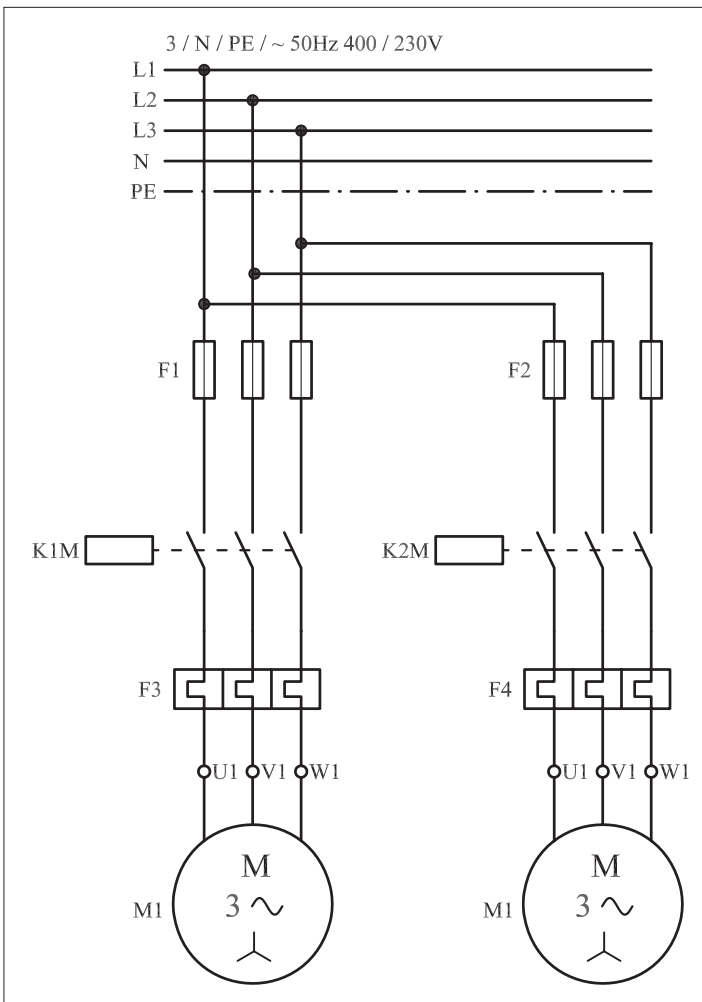 3 / N / PE / ~ 50Hz 400 / 230V
L1
L2
L3
N
PE
F1 F2
K1M K2M
F3 F4
U1 V1 W1 U1 V1 W1
M M
M1 3 M1 3